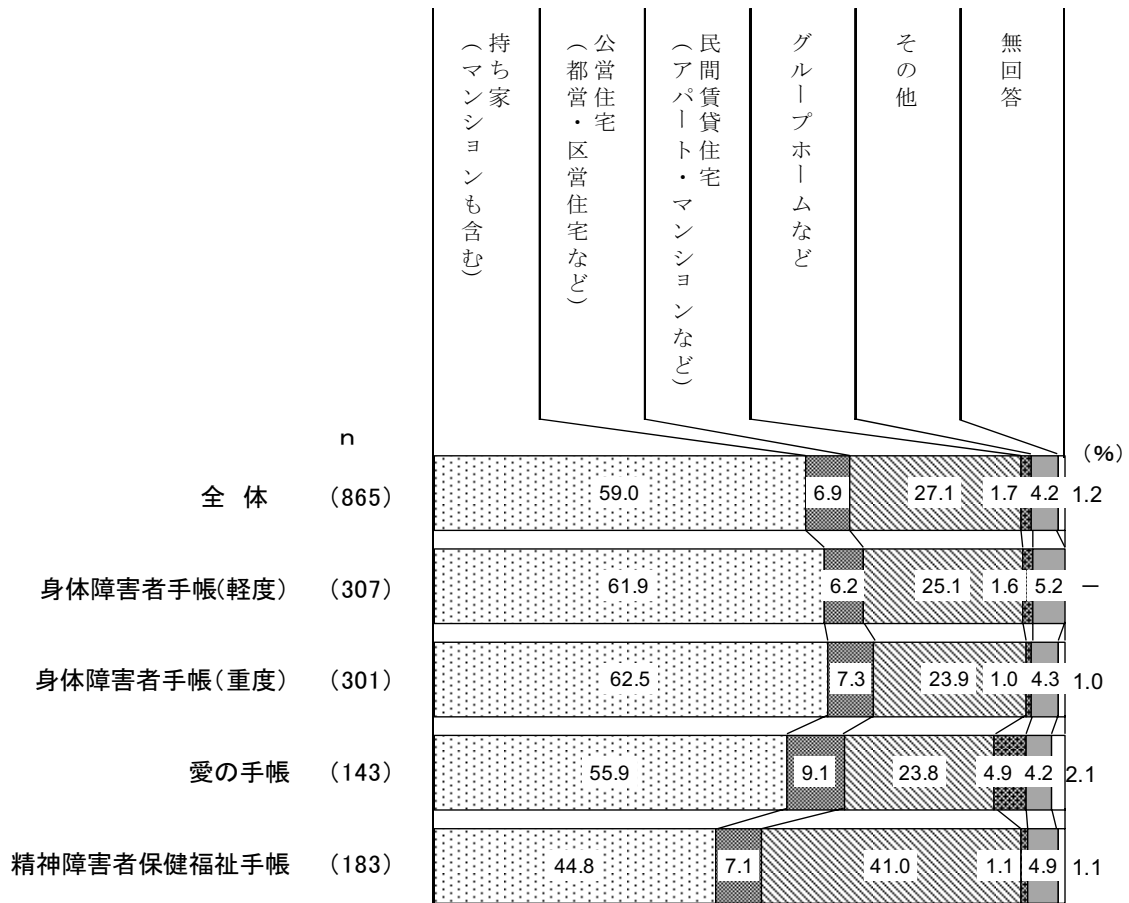 持ち家
（マンションも含む）
公営住宅
（都営・区営住宅など）
民間賃貸住宅
（アパート・マンションなど）
グループホームなど
その他
無回答
n
(%)
全 体 (865) 59.0 6.9 27.1 1.7 4.2 1.2
身体障害者手帳(軽度) (307) 61.9 6.2 25.1 1.6 5.2 －
身体障害者手帳(重度) (301) 62.5 7.3 23.9 1.0 4.3 1.0
愛の手帳 (143) 55.9 9.1 23.8 4.9 4.2 2.1
精神障害者保健福祉手帳 (183) 44.8 7.1 41.0 1.1 4.9 1.1